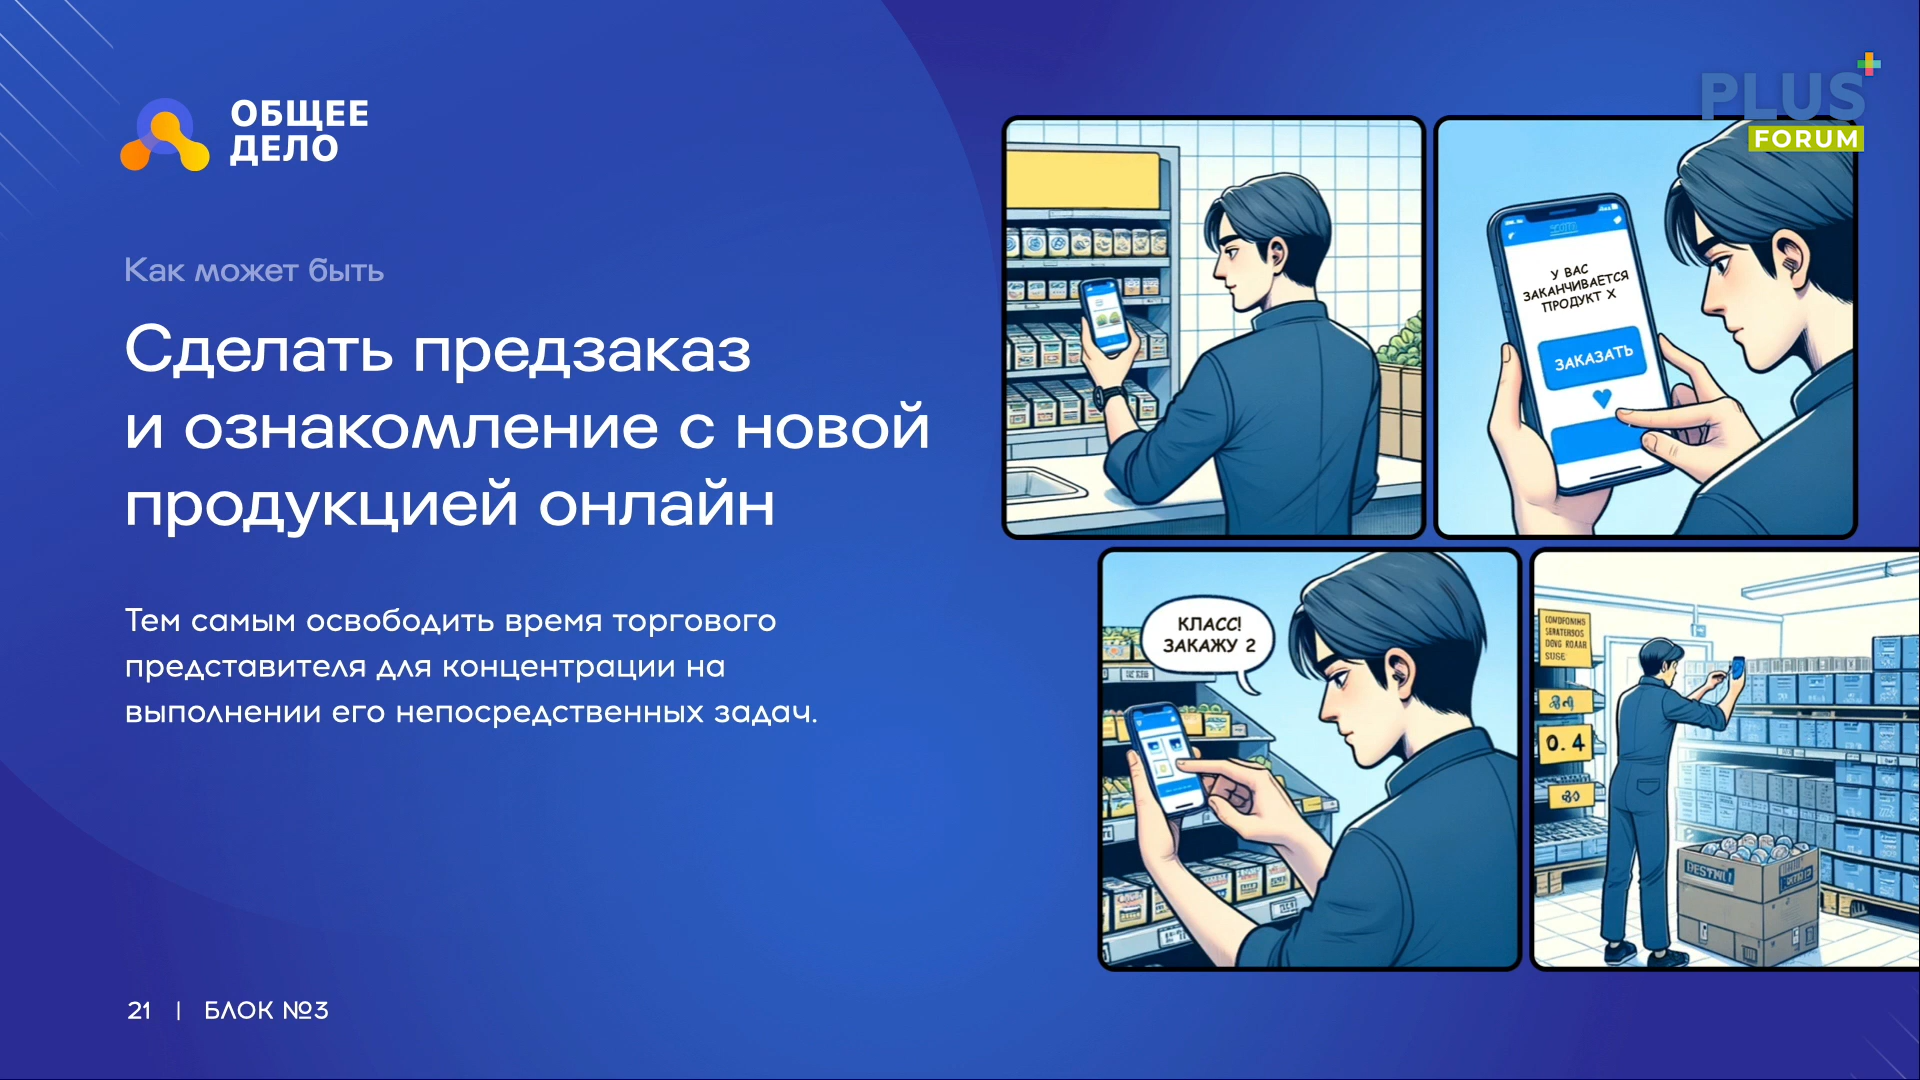 ОБЩЕЕ
ДЕЛО
PLUS
FORUM
Как может быть
Сделать предзаказ
и ознакомление с новой
продукцией онлайн
Тем самым освободить время торгового
представителя для концентрации на
выполнении его непосредственных задач.
У ВАС
ЗАКАНЧИВАЕТСЯ
ПРОДУКТ X
ЗАКАЗАТЬ
КЛАСС!
ЗАКАЖУ 2
0.4
21 | БЛОК №3